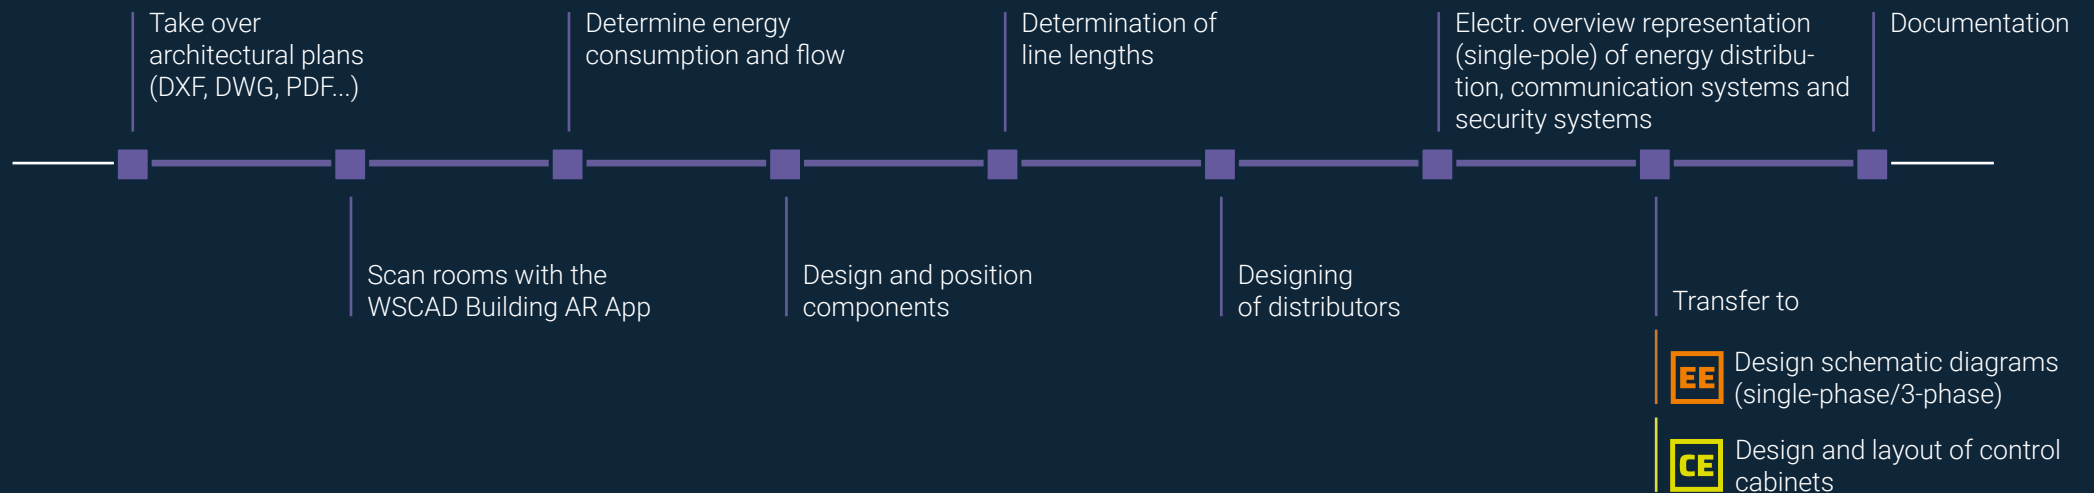 Take over
architectural plans
(DXF, DWG, PDF...)
Scan rooms with the
WSCAD Building AR App
Determine energy
consumption and flow
Design and position
components
Determination of
line lengths
Designing
of distributors
Electr. overview representation
(single-pole) of energy distribu-
tion, communication systems and
security systems
Transfer to
EE
Design schematic diagrams
(single-phase/3-phase)
CE
Design and layout of control
cabinets
Documentation